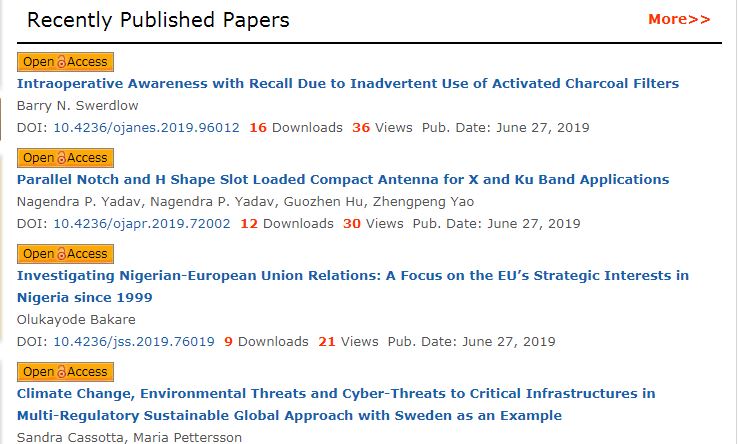 Recently Published Papers More>>
Open Access
Intraoperative Awareness with Recall Due to Inadvertent Use of Activated Charcoal Filters
Barry N. Swerdlow
DOI: 10.4236/ojanes.2019.96012 16 Downloads 36 Views Pub. Date: June 27, 2019
Open Access
Parallel Notch and H Shape Slot Loaded Compact Antenna for X and Ku Band Applications
Nagendra P. Yadav, Nagendra P. Yadav, Guozhen Hu, Zhengpeng Yao
DOI: 10.4236/ojapr.2019.72002 12 Downloads 30 Views Pub. Date: June 27, 2019
Open Access
Investigating Nigerian-European Union Relations: A Focus on the EU’s Strategic Interests in
Nigeria since 1999
Olukayode Bakare
DOI: 10.4236/jss.2019.76019 9 Downloads 21 Views Pub. Date: June 27, 2019
Open Access
Climate Change, Environmental Threats and Cyber-Threats to Critical Infrastructures in
Multi-Regulatory Sustainable Global Approach with Sweden as an Example
Sandra Cassotta, Maria Pettersson